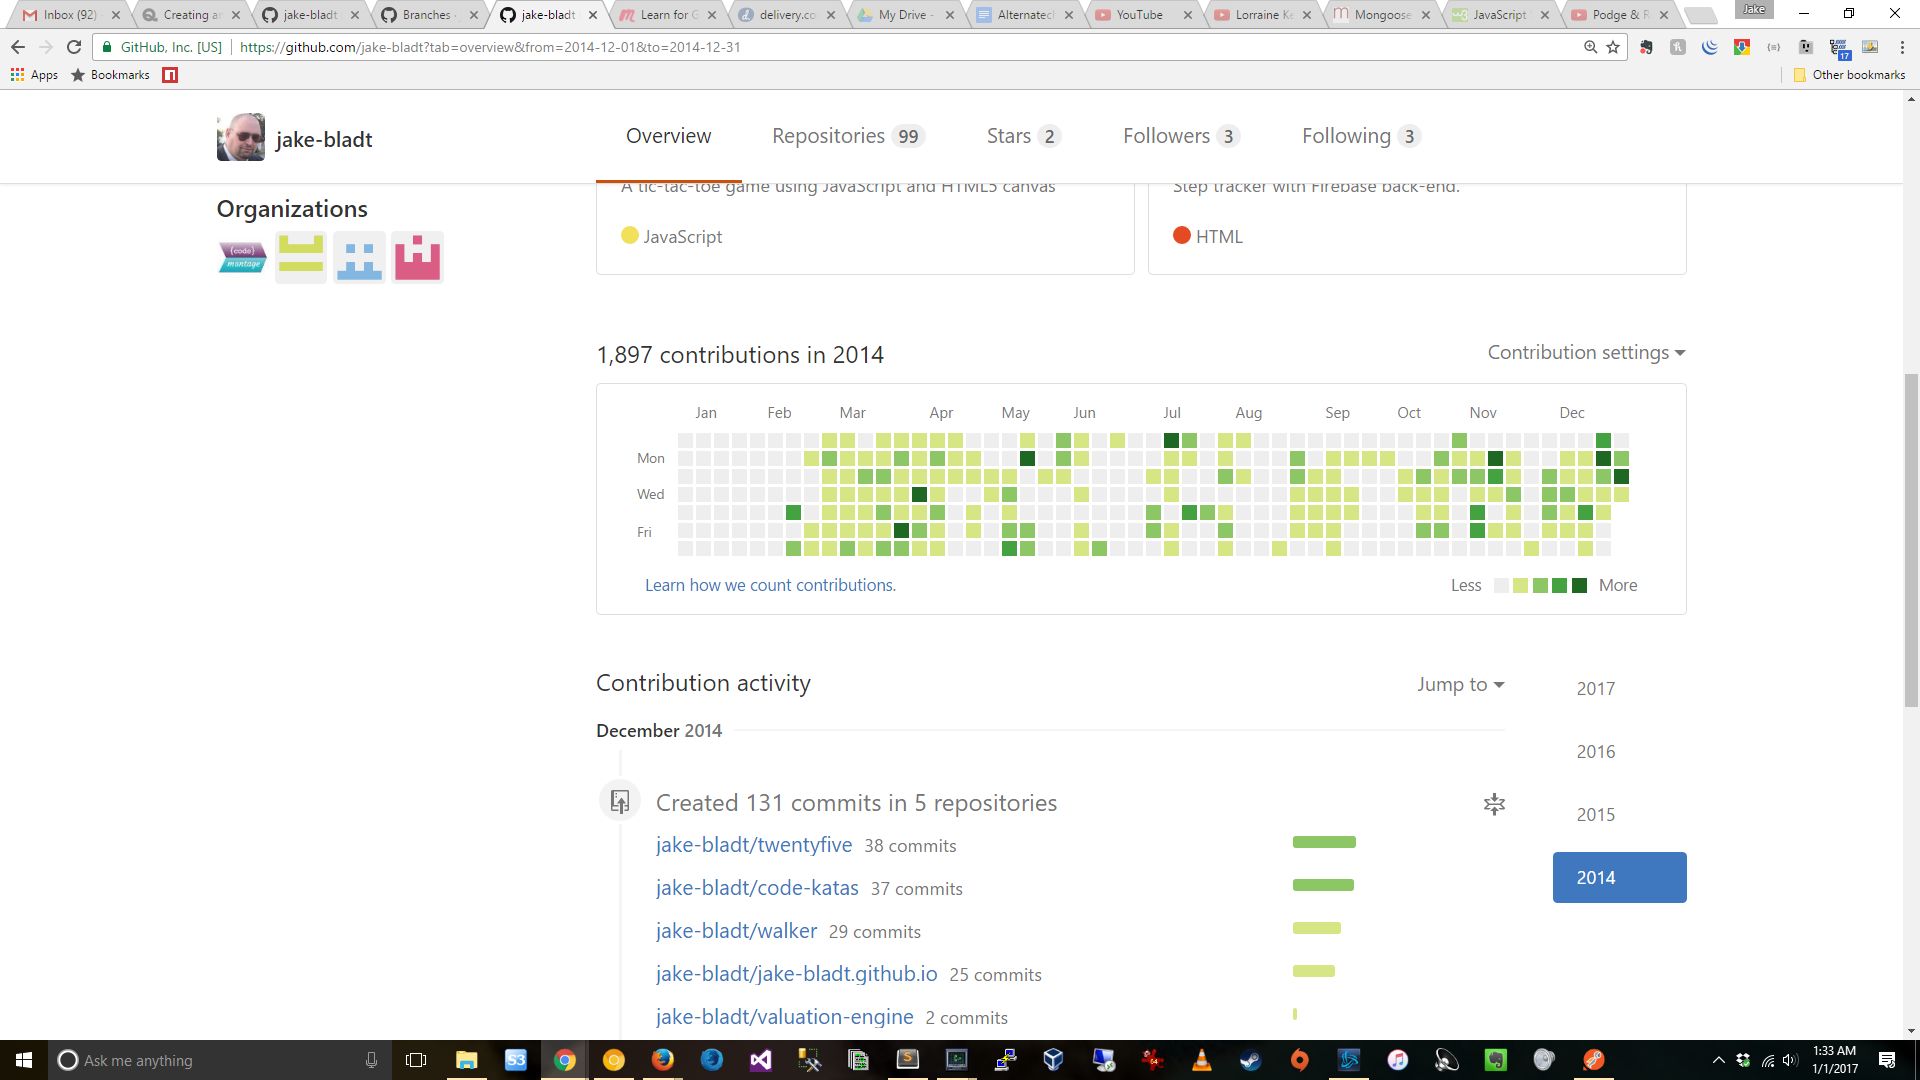 Inbox (92)
Creating a
jake-bladt
Branches
jake-bladt
Learn for G
delivery.co
My Drive -
Alternatech
YouTube
Lorraine Ke
Mongoose
JavaScript
Podge & R
Jake
GitHub, Inc. [US]
https://github.com/jake-bladt?tab=overview&from=2014-12-01&to=2014-12-31
17
Apps
Bookmarks
Other bookmarks
jake-bladt
Overview
Repositories 99
Stars 2
Followers 3
Following 3
Organizations
{code}
montage
A tic-tac-toe game using JavaScript and HTML5 canvas
JavaScript
Step tracker with Firebase back-end.
HTML
1,897 contributions in 2014
Contribution settings
Jan Feb Mar Apr May Jun Jul Aug Sep Oct Nov Dec
Mon
Wed
Fri
Learn how we count contributions.
Less
More
Contribution activity
Jump to
2017
2016
2015
2014
December 2014
Created 131 commits in 5 repositories
jake-bladt/twentyfive 38 commits
jake-bladt/code-katas 37 commits
jake-bladt/walker 29 commits
jake-bladt/jake-bladt.github.io 25 commits
jake-bladt/valuation-engine 2 commits
Ask me anything
S3
1:33 AM
1/1/2017